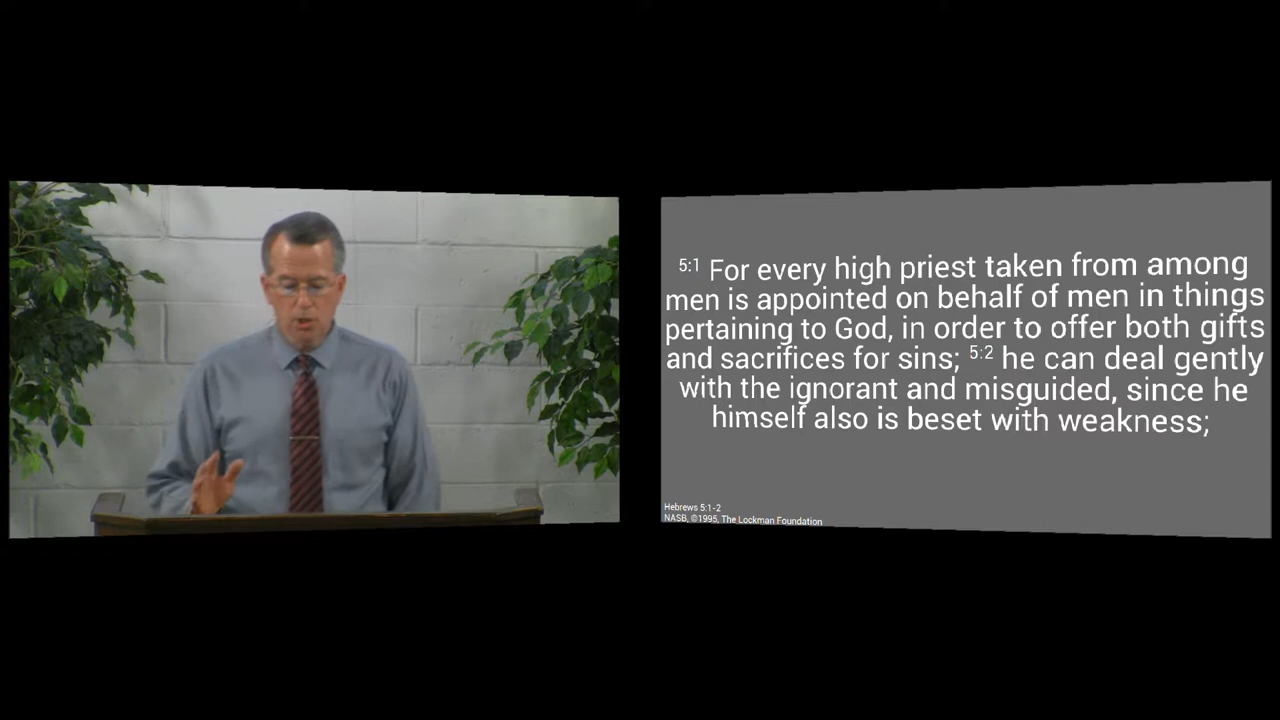 5:1 For every high priest taken from among
men is appointed on behalf of men in things
pertaining to God, in order to offer both gifts
and sacrifices for sins; 5:2 he can deal gently
with the ignorant and misguided, since he
himself also is beset with weakness;
Hebrews 5:1-2
NASB, ©1995, The Lockman Foundation